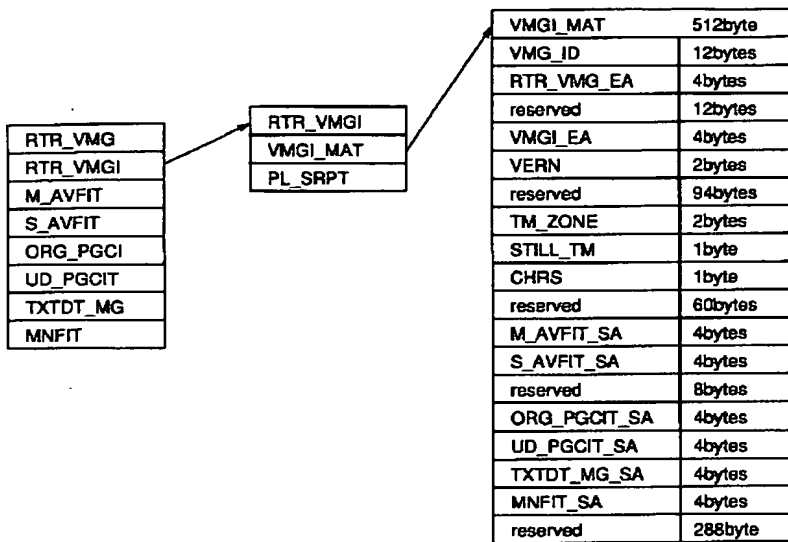 RTR_VMG
RTR_VMGI
M_AVFIT
S_AVFIT
ORG_PGCI
UD_PGCIT
TXTDT_MG
MNFIT
RTR_VMGI
VMGI_MAT
PL_SRPT
VMGI_MAT 512byte
VMG_ID 12bytes
RTR_VMG_EA 4bytes
reserved 12bytes
VMGI_EA 4bytes
VERN 2bytes
reserved 94bytes
TM_ZONE 2bytes
STILL_TM 1byte
CHRS 1byte
reserved 60bytes
M_AVFIT_SA 4bytes
S_AVFIT_SA 4bytes
reserved 8bytes
ORG_PGCIT_SA 4bytes
UD_PGCIT_SA 4bytes
TXTDT_MG_SA 4bytes
MNFIT_SA 4bytes
reserved 288byte